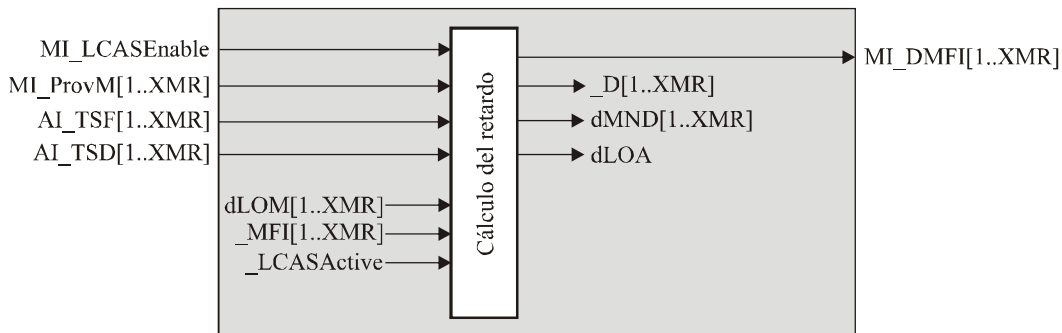 MI_LCASEnable
MI_ProvM[1..XMR]
AI_TSF[1..XMR]
AI_TSD[1..XMR]
dLOM[1..XMR]
_MFI[1..XMR]
_LCASActive
Cálculo del retardo
MI_DMFI[1..XMR]
_D[1..XMR]
dMND[1..XMR]
dLOA